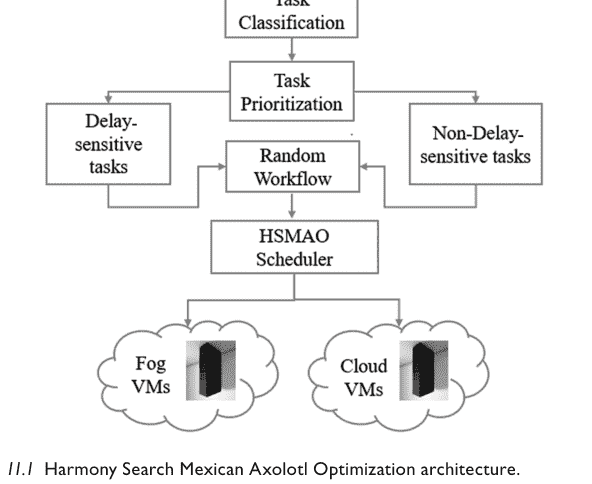 Task
Classification
Task
Prioritization
Delay-
sensitive
tasks
Non-Delay-
sensitive tasks
Random
Workflow
HSMAO
Scheduler
Fog
VMs
Cloud
VMs
11.1 Harmony Search Mexican Axolotl Optimization architecture.